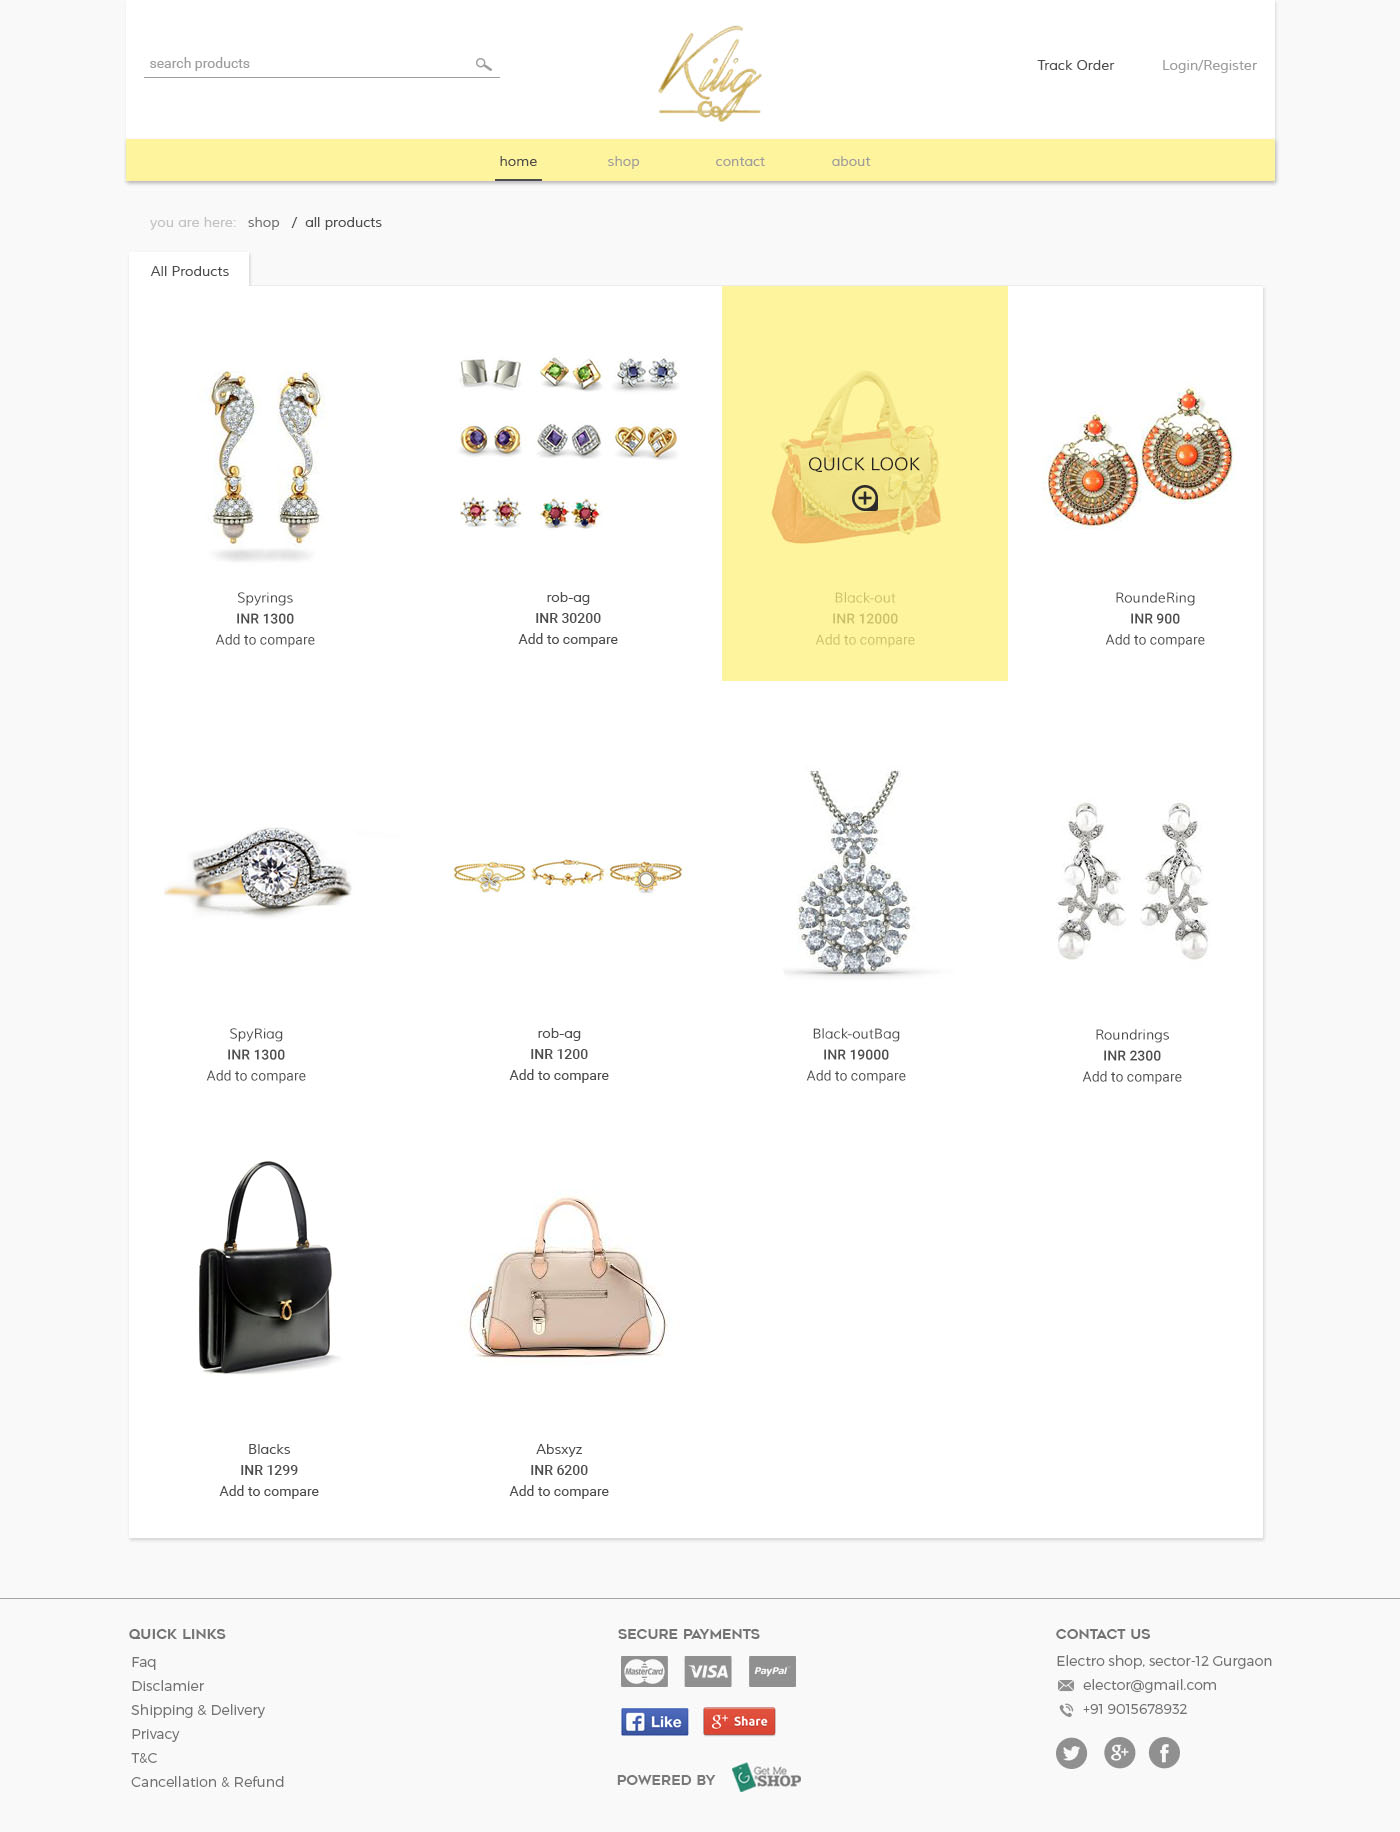 search products
Kilig
Co
Track Order
Login/Register
home
shop
contact
about
you are here: shop / all products
All Products
Spyrings
INR 1300
Add to compare
rob-ag
INR 30200
Add to compare
QUICK LOOK
Black-out
INR 12000
Add to compare
RoundeRing
INR 900
Add to compare
SpyRiag
INR 1300
Add to compare
rob-ag
INR 1200
Add to compare
Black-outBag
INR 19000
Add to compare
Roundrings
INR 2300
Add to compare
Blacks
INR 1299
Add to compare
Absxyz
INR 6200
Add to compare
QUICK LINKS
Faq
Disclamier
Shipping & Delivery
Privacy
T&C
Cancellation & Refund
SECURE PAYMENTS
MasterCard
VISA
PayPal
f Like
g+ Share
POWERED BY
Get Me
SHOP
CONTACT US
Electro shop, sector-12 Gurgaon
elector@gmail.com
+91 9015678932
g+
f